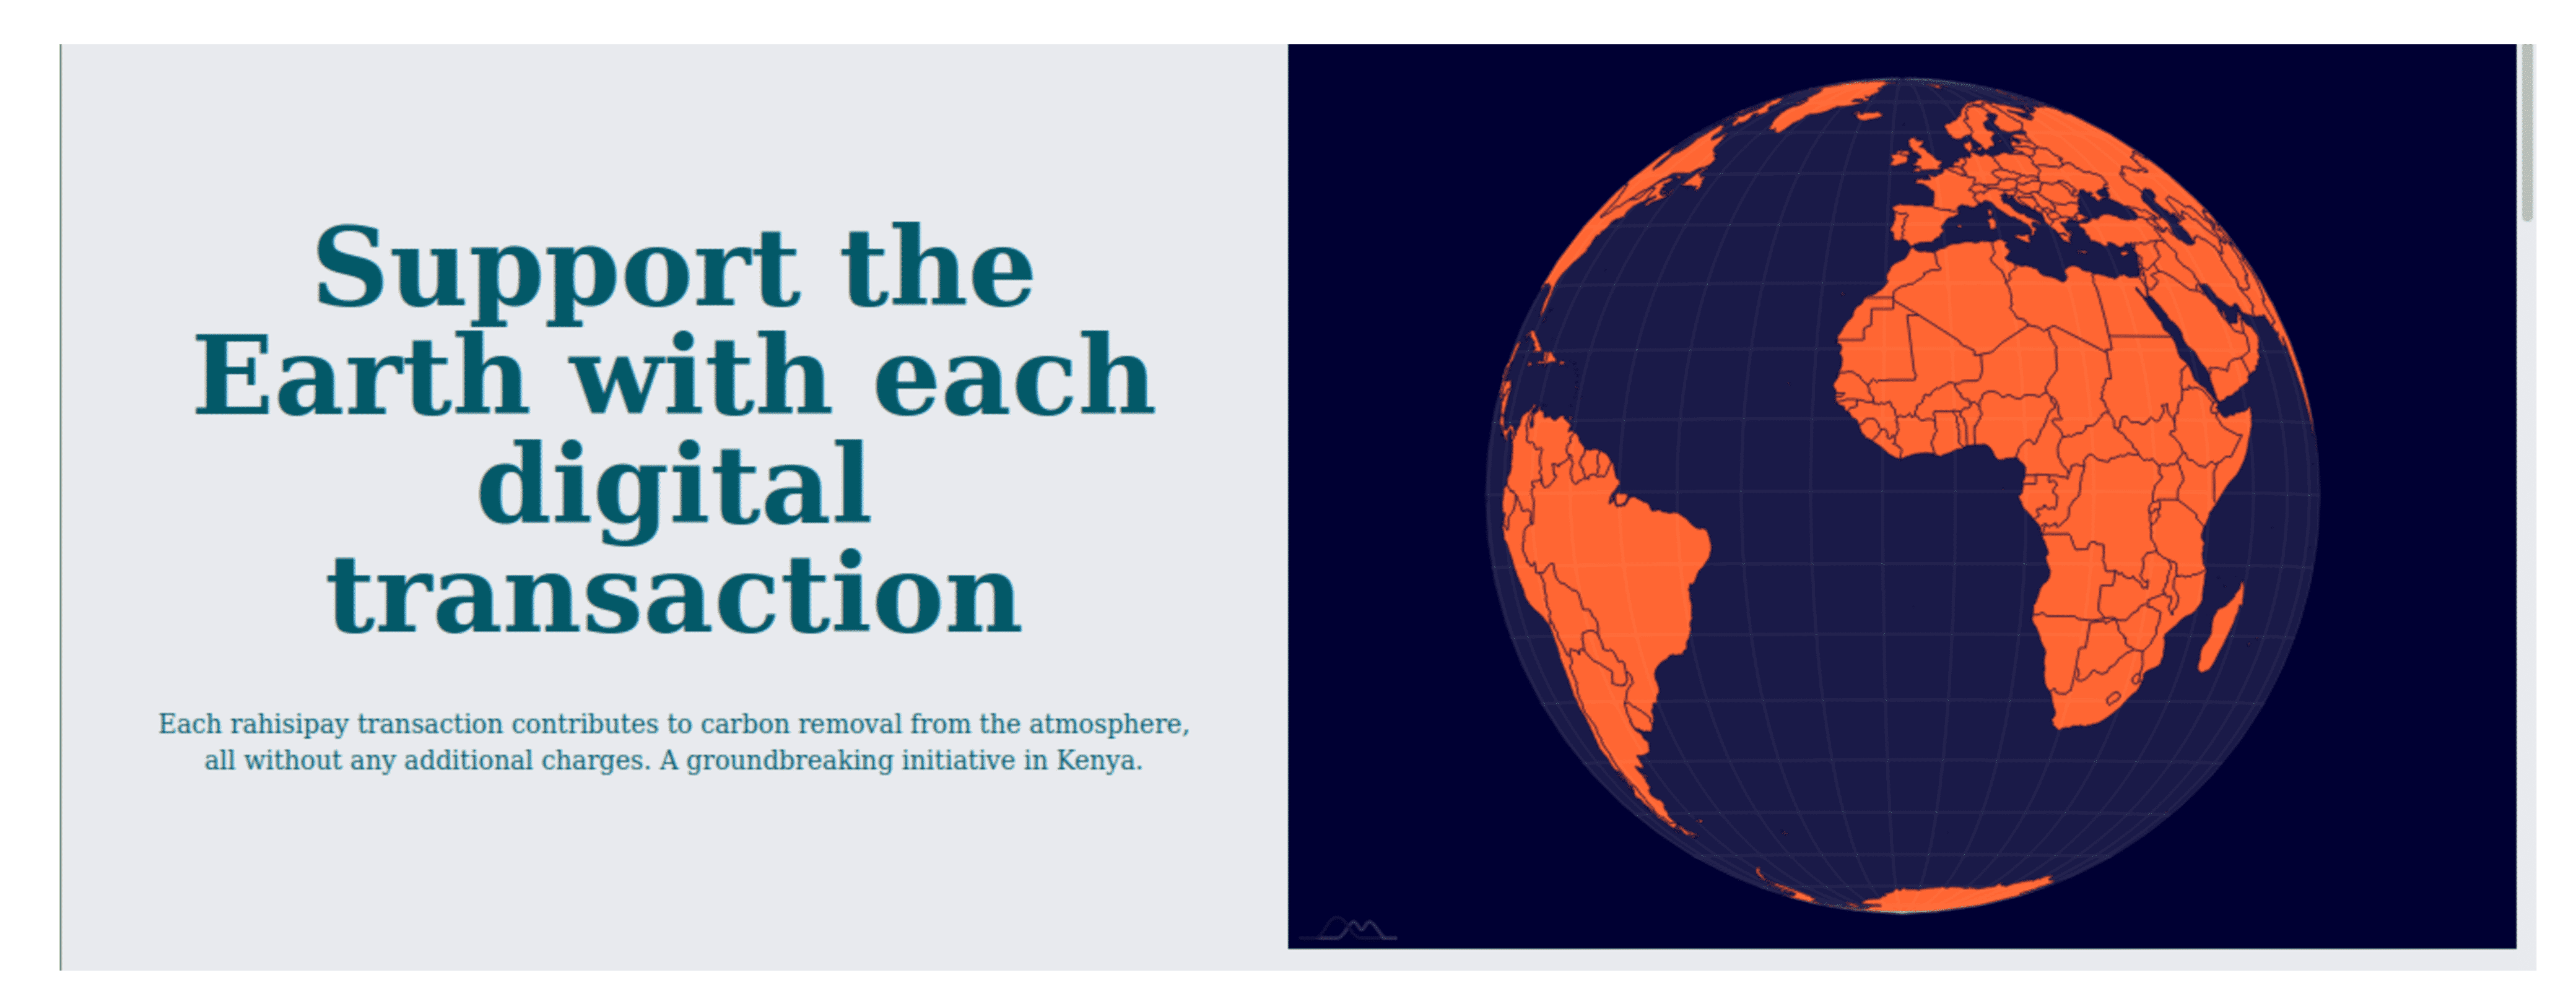 Support the
Earth with each
digital
transaction
Each rahisipay transaction contributes to carbon removal from the atmosphere,
all without any additional charges. A groundbreaking initiative in Kenya.